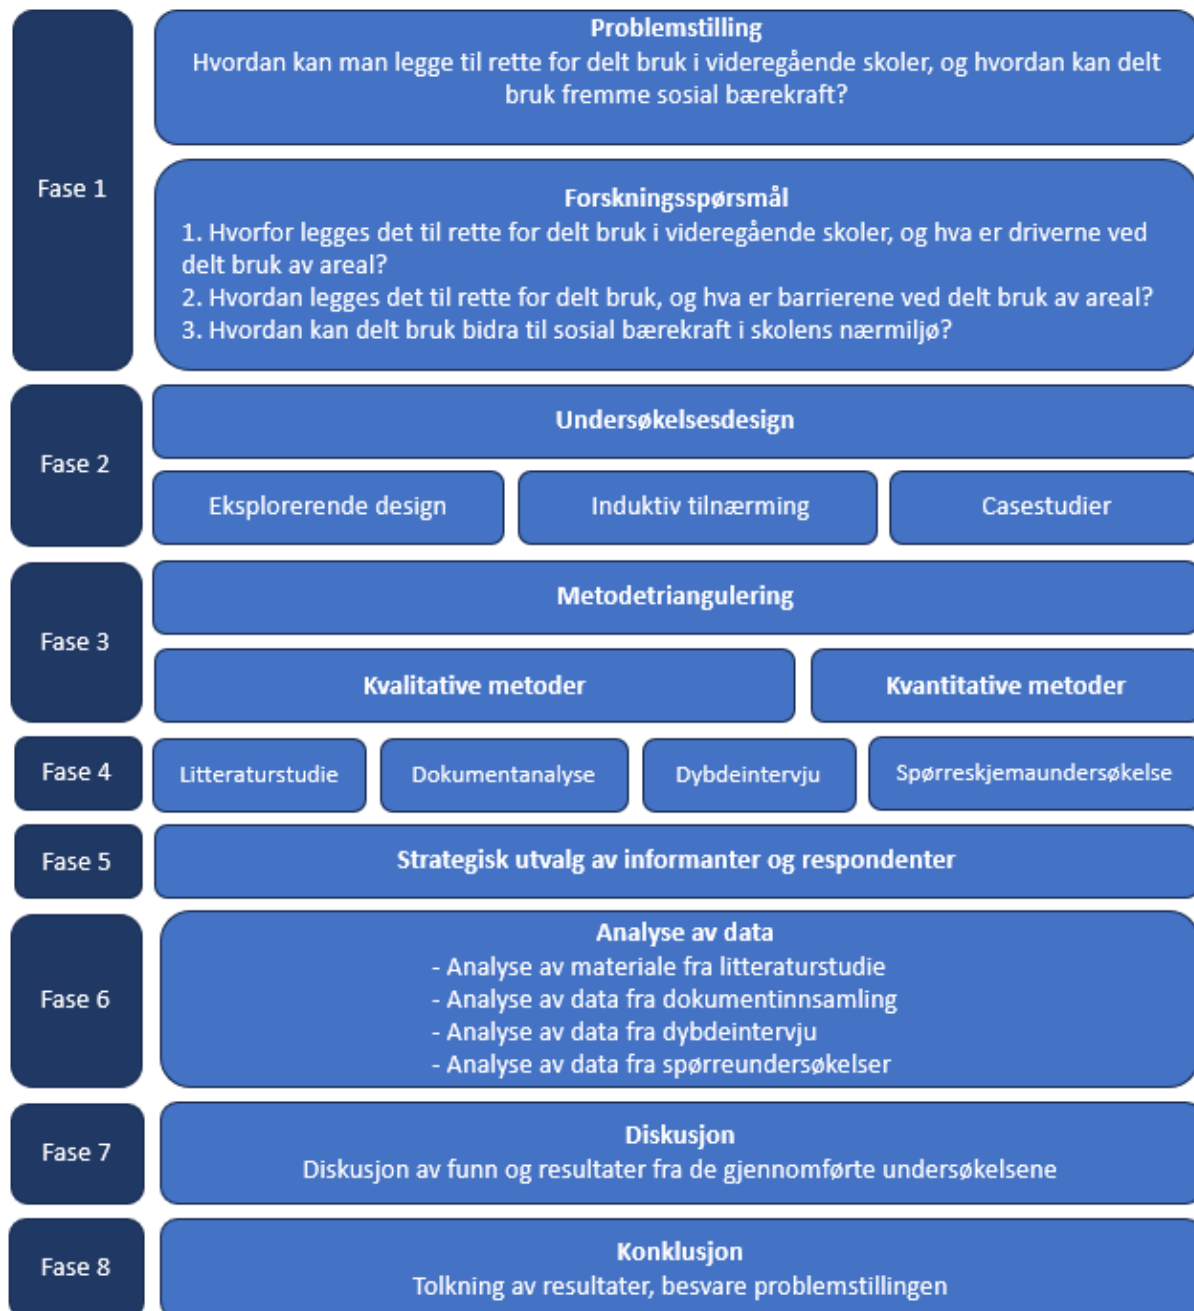 Fase 1
Problemstilling
Hvordan kan man legge til rette for delt bruk i videregående skoler, og hvordan kan delt
bruk fremme sosial bærekraft?
Forskningsspørsmål
1. Hvorfor legges det til rette for delt bruk i videregående skoler, og hva er driverne ved
delt bruk av areal?
2. Hvordan legges det til rette for delt bruk, og hva er barrierene ved delt bruk av areal?
3. Hvordan kan delt bruk bidra til sosial bærekraft i skolens nærmiljø?
Fase 2
Undersøkelsesdesign
Eksplorerende design
Induktiv tilnærming
Casestudier
Fase 3
Metodetriangulering
Kvalitative metoder
Kvantitative metoder
Fase 4
Litteraturstudie
Dokumentanalyse
Dybdeintervju
Spørreskjemaundersøkelse
Fase 5
Strategisk utvalg av informanter og respondenter
Fase 6
Analyse av data
- Analyse av materiale fra litteraturstudie
- Analyse av data fra dokumentinnsamling
- Analyse av data fra dybdeintervju
- Analyse av data fra spørreundersøkelser
Fase 7
Diskusjon
Diskusjon av funn og resultater fra de gjennomførte undersøkelsene
Fase 8
Konklusjon
Tolkning av resultater, besvare problemstillingen